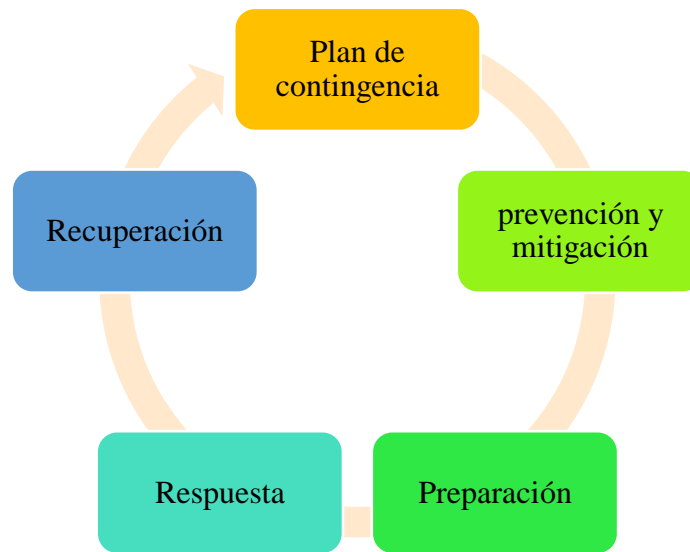 Plan de
contingencia
prevención y
mitigación
Preparación
Respuesta
Recuperación